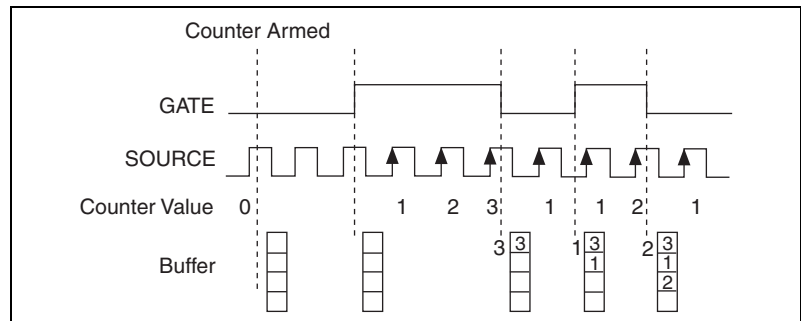 Counter Armed
GATE
SOURCE
Counter Value 0 1 2 3 1 1 2 1
Buffer 3 3 1 3 2 3
1 1
2